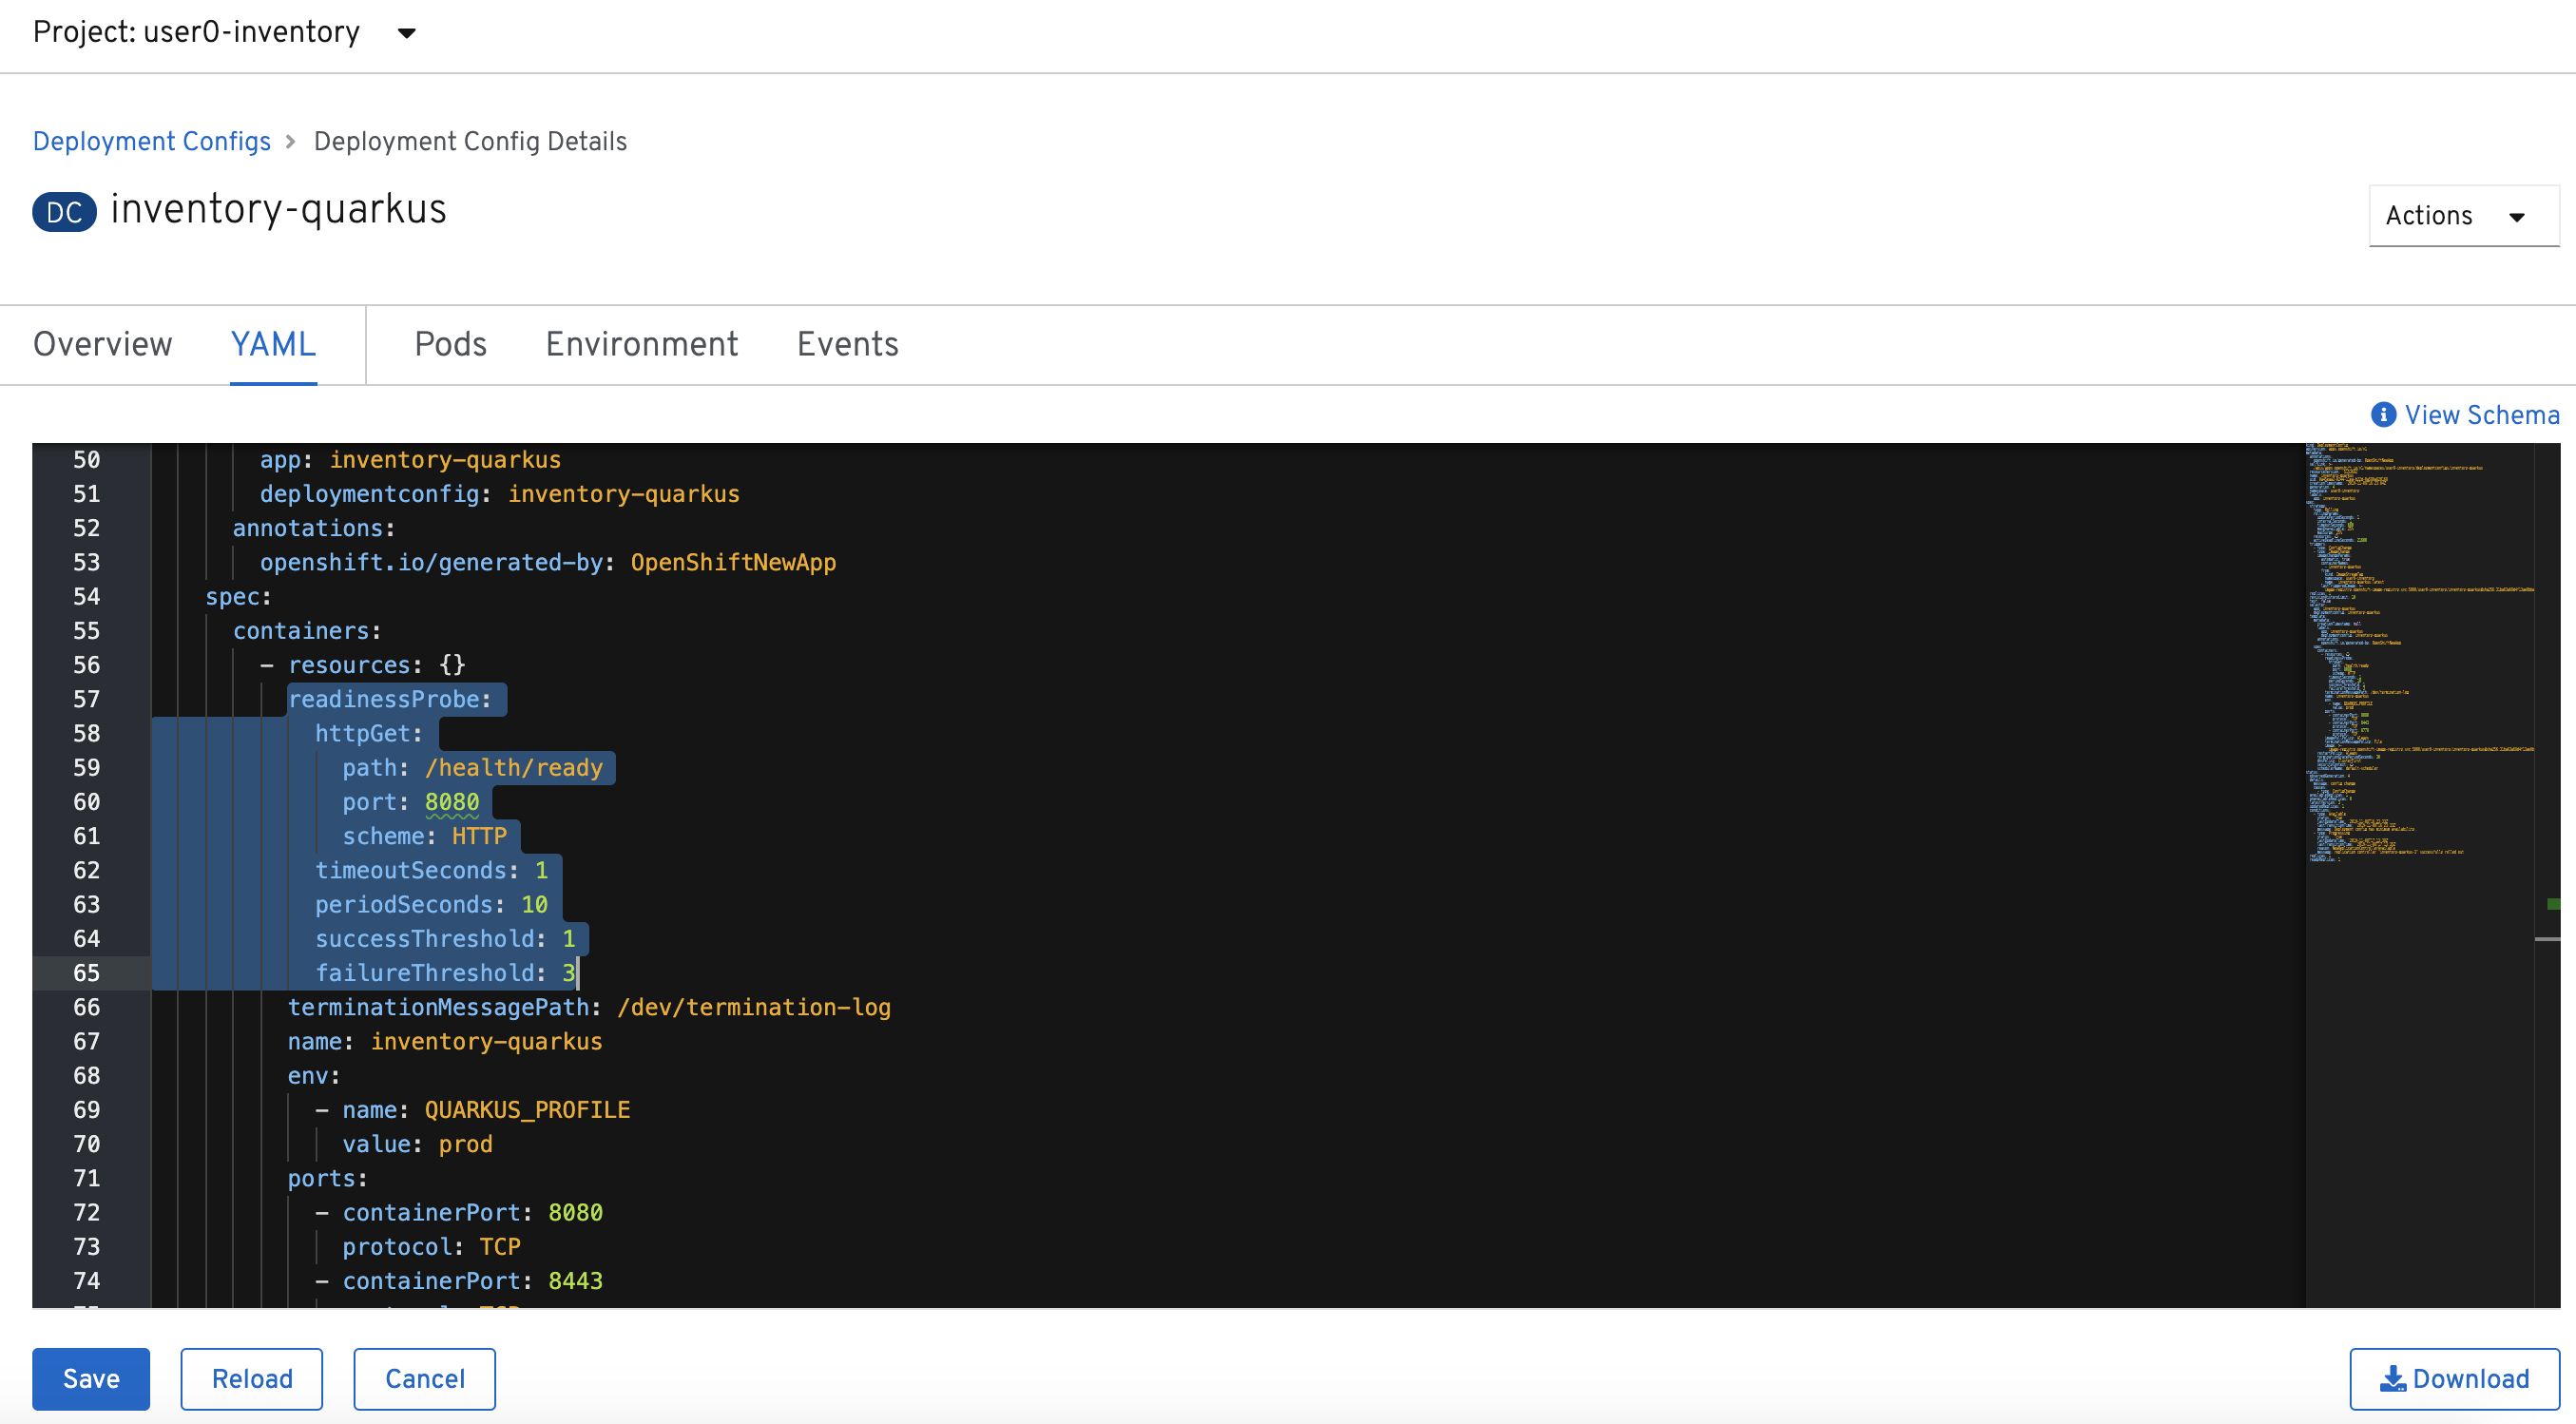 Project: user0-inventory
Deployment Configs > Deployment Config Details
DC inventory-quarkus
Actions
Overview YAML Pods Environment Events
View Schema
50 app: inventory-quarkus
51 deploymentconfig: inventory-quarkus
52 annotations:
53 openshift.io/generated-by: OpenShiftNewApp
54 spec:
55 containers:
56 - resources: {}
57 readinessProbe:
58 httpGet:
59 path: /health/ready
60 port: 8080
61 scheme: HTTP
62 timeoutSeconds: 1
63 periodSeconds: 10
64 successThreshold: 1
65 failureThreshold: 3
66 terminationMessagePath: /dev/termination-log
67 name: inventory-quarkus
68 env:
69 - name: QUARKUS_PROFILE
70 value: prod
71 ports:
72 - containerPort: 8080
73 protocol: TCP
74 - containerPort: 8443
Save Reload Cancel Download